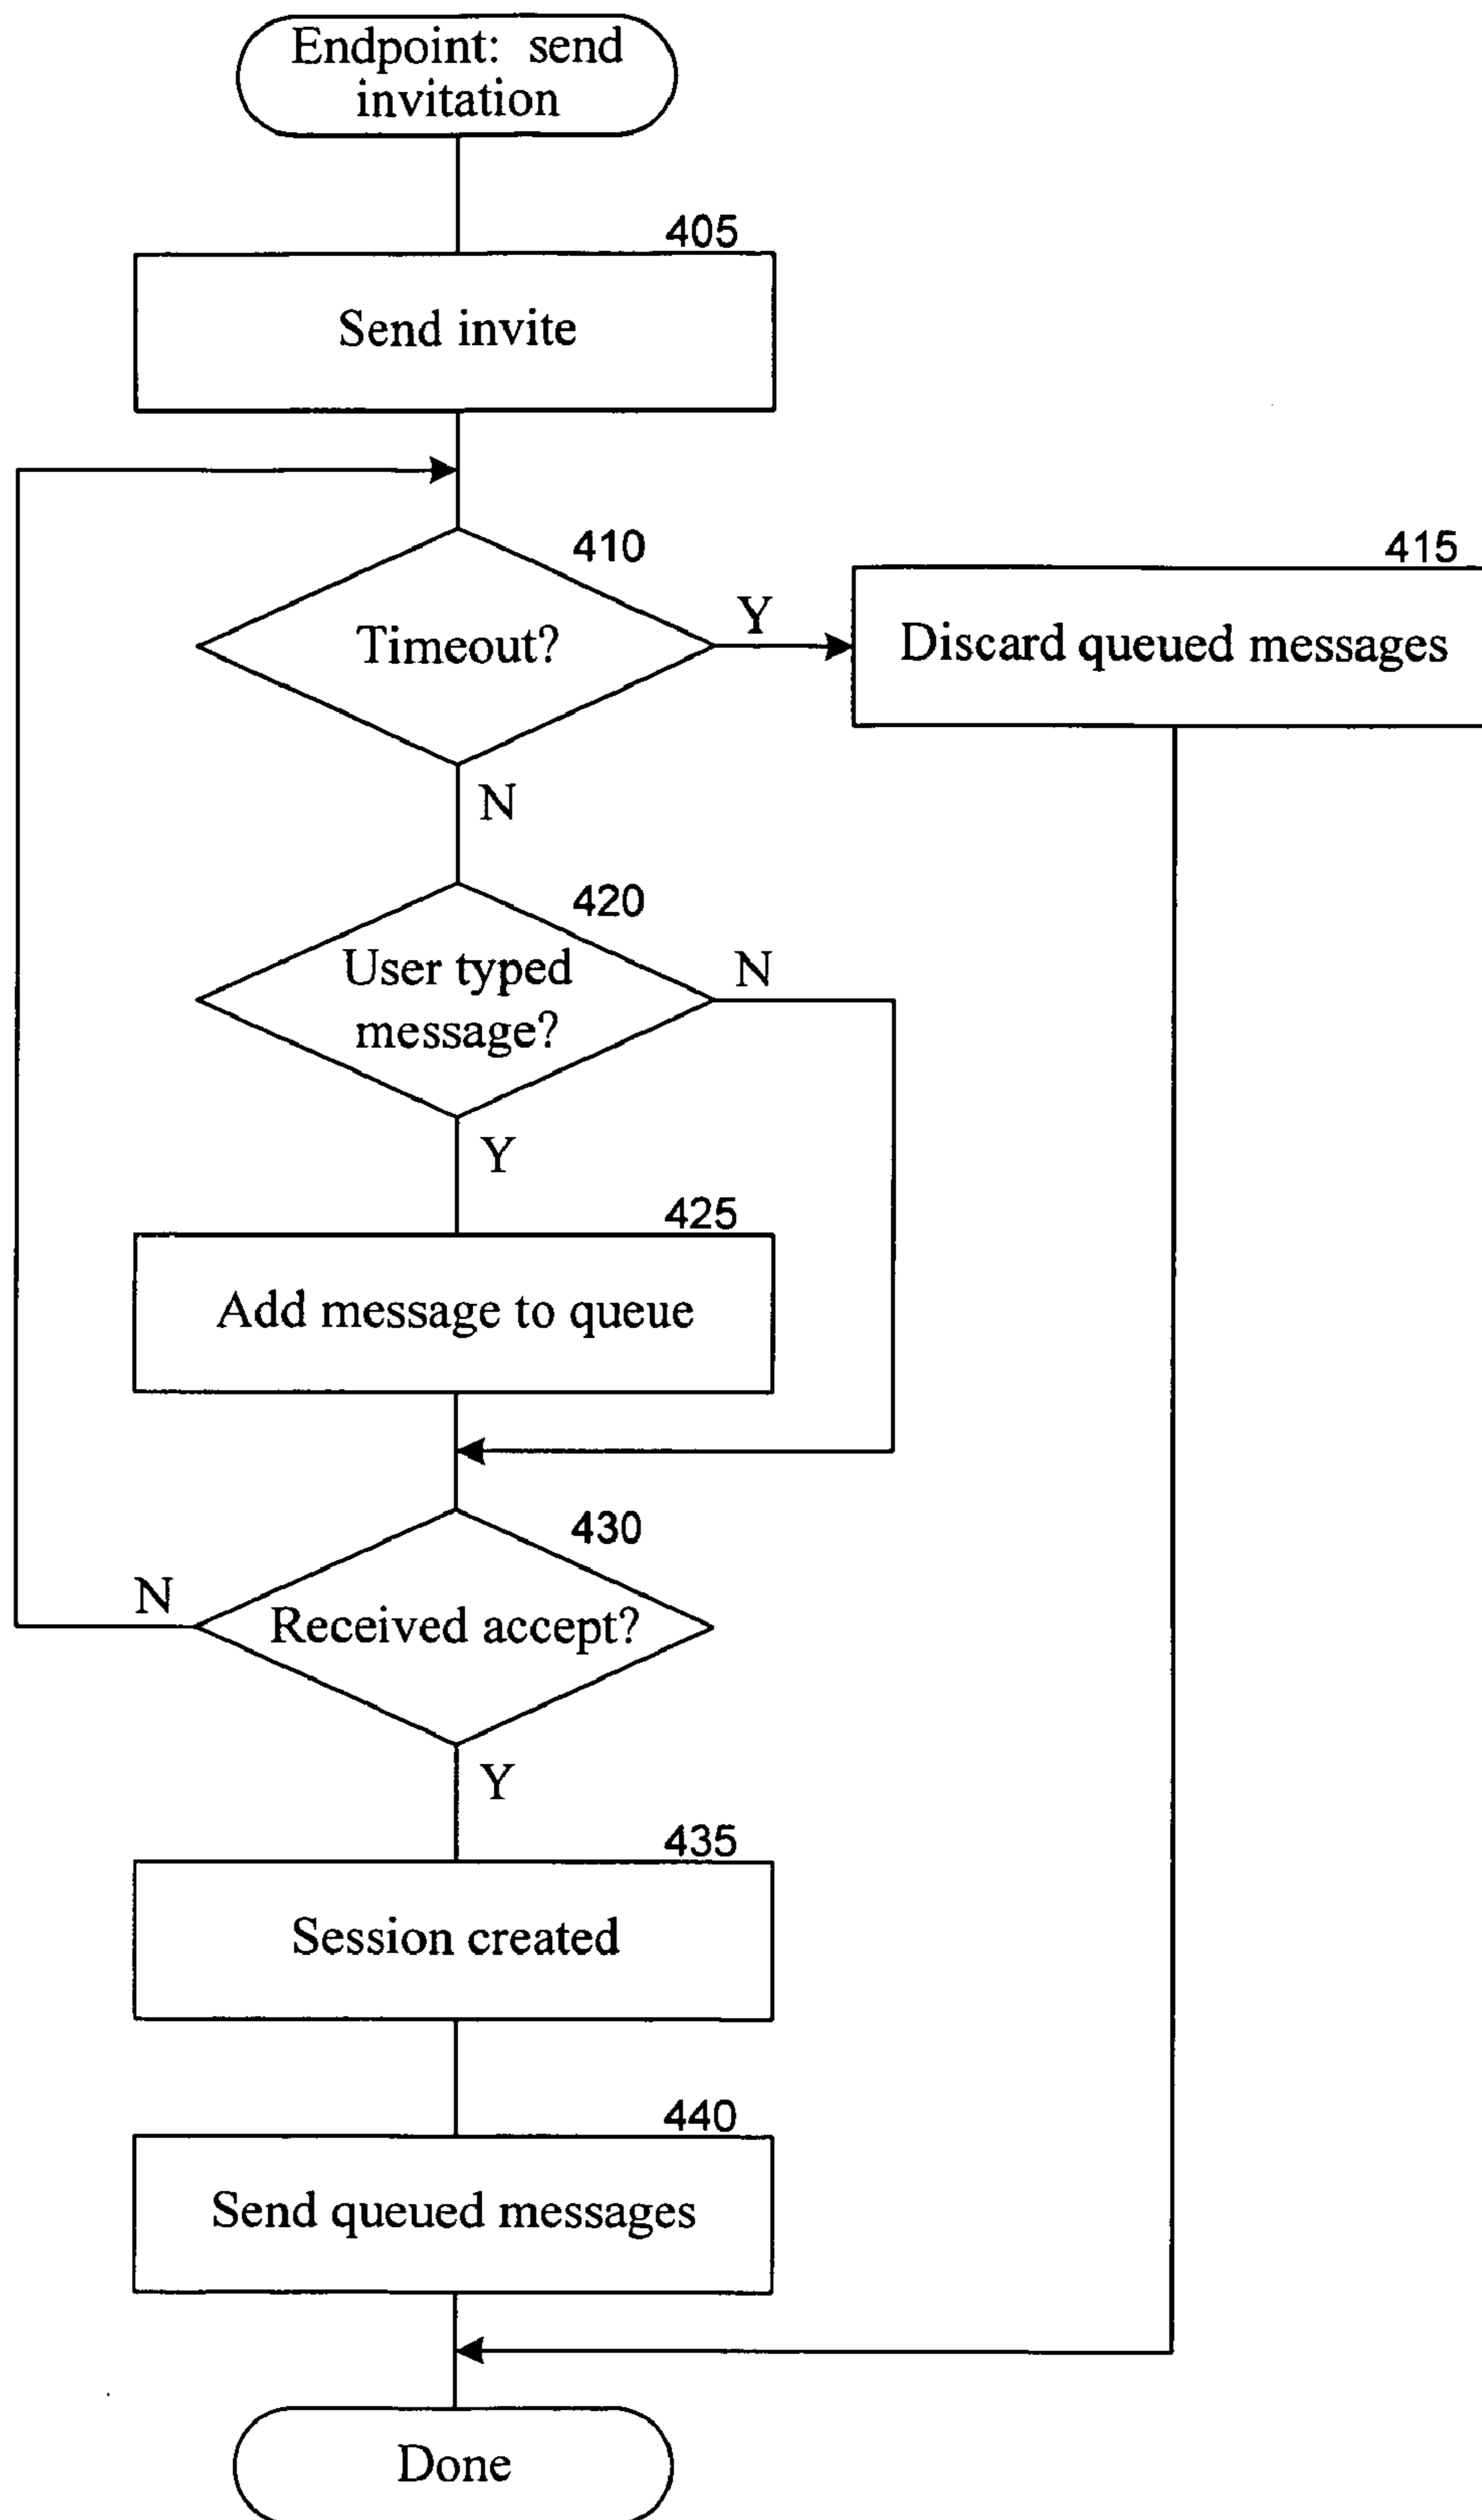 Endpoint: send
invitation
405
Send invite
410
Timeout?
Y
415
Discard queued messages
N
420
User typed
message?
N
Y
425
Add message to queue
430
Received accept?
N
Y
435
Session created
440
Send queued messages
Done